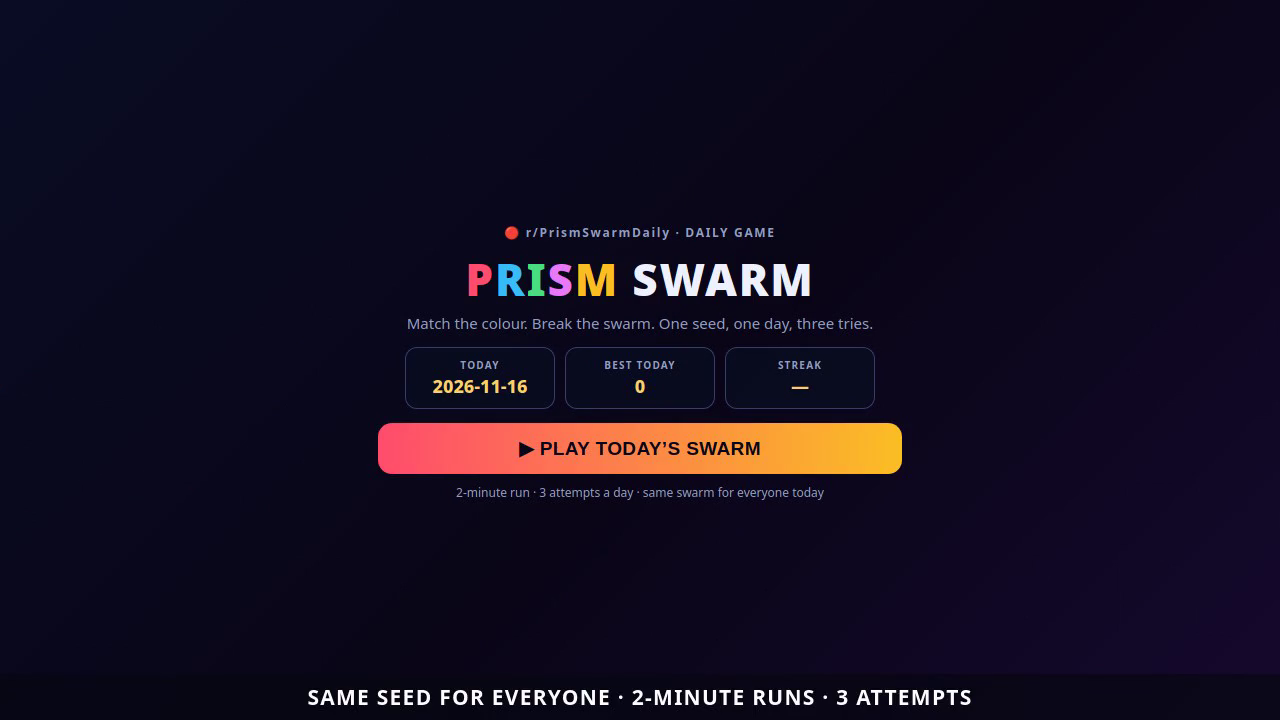 🔴 r/PrismSwarmDaily · DAILY GAME
PRISM SWARM
Match the colour. Break the swarm. One seed, one day, three tries.
TODAY
2026-11-16
BEST TODAY
0
STREAK
—
▶ PLAY TODAY’S SWARM
2-minute run · 3 attempts a day · same swarm for everyone today
SAME SEED FOR EVERYONE · 2-MINUTE RUNS · 3 ATTEMPTS